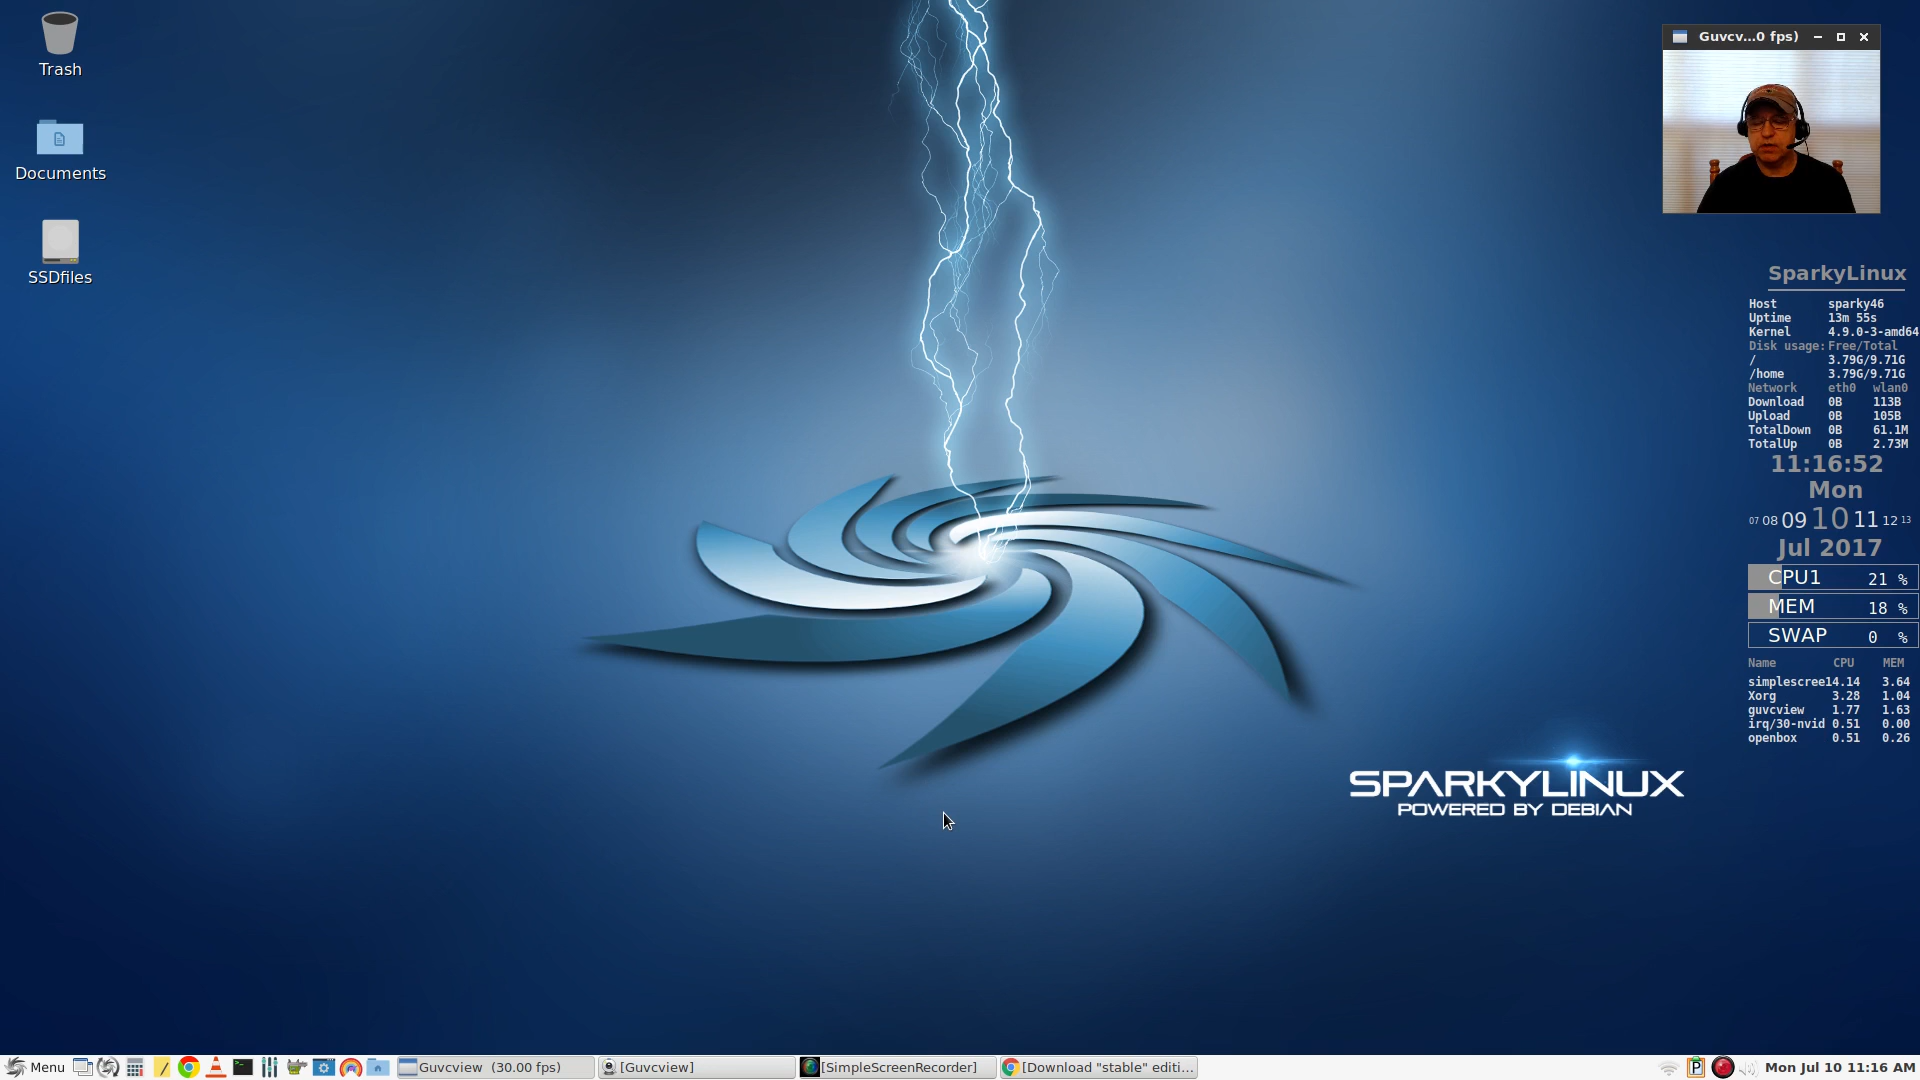 Trash
Documents
SSDfiles
Guvcv...0 fps)
SparkyLinux
Host sparky46
Uptime 13m 55s
Kernel 4.9.0-3-amd64
Disk usage: Free/Total
/ 3.79G/9.71G
/home 3.79G/9.71G
Network eth0 wlan0
Download 0B 113B
Upload 0B 105B
TotalDown 0B 61.1M
TotalUp 0B 2.73M
11:16:52
Mon
07 08 09 10 11 12 13
Jul 2017
CPU1 21 %
MEM 18 %
SWAP 0 %
Name CPU MEM
simplescree14.14 3.64
Xorg 3.28 1.04
guvcview 1.77 1.63
irq/30-nvid 0.51 0.00
openbox 0.51 0.26
SPARKYLINUX
POWERED BY DEBIAN
Menu Guvcview (30.00 fps) [Guvcview] [SimpleScreenRecorder] [Download "stable" editi... P Mon Jul 10 11:16 AM